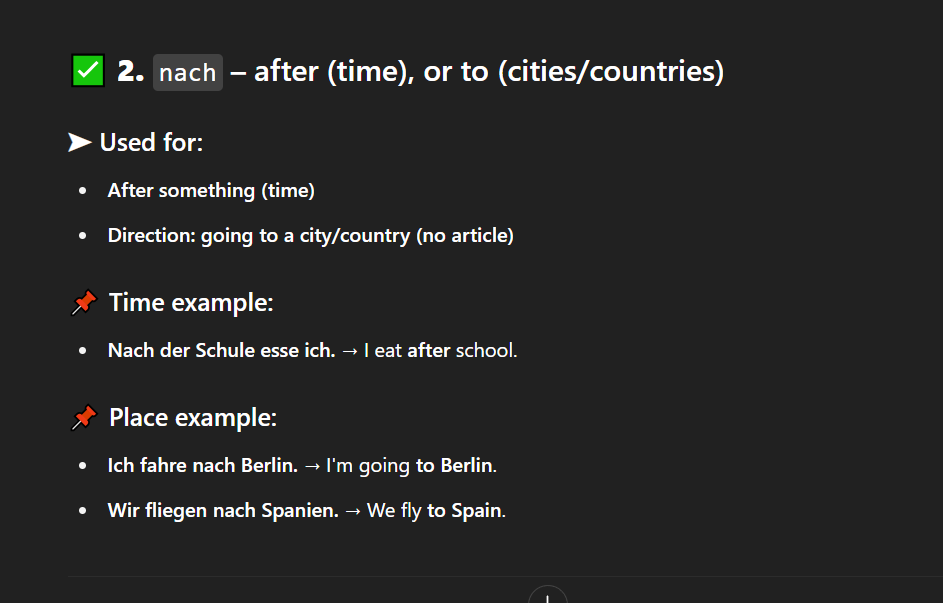 ✅ 2. nach – after (time), or to (cities/countries)
➤ Used for:
• After something (time)
• Direction: going to a city/country (no article)
📌 Time example:
• Nach der Schule esse ich. → I eat after school.
📌 Place example:
• Ich fahre nach Berlin. → I'm going to Berlin.
• Wir fliegen nach Spanien. → We fly to Spain.